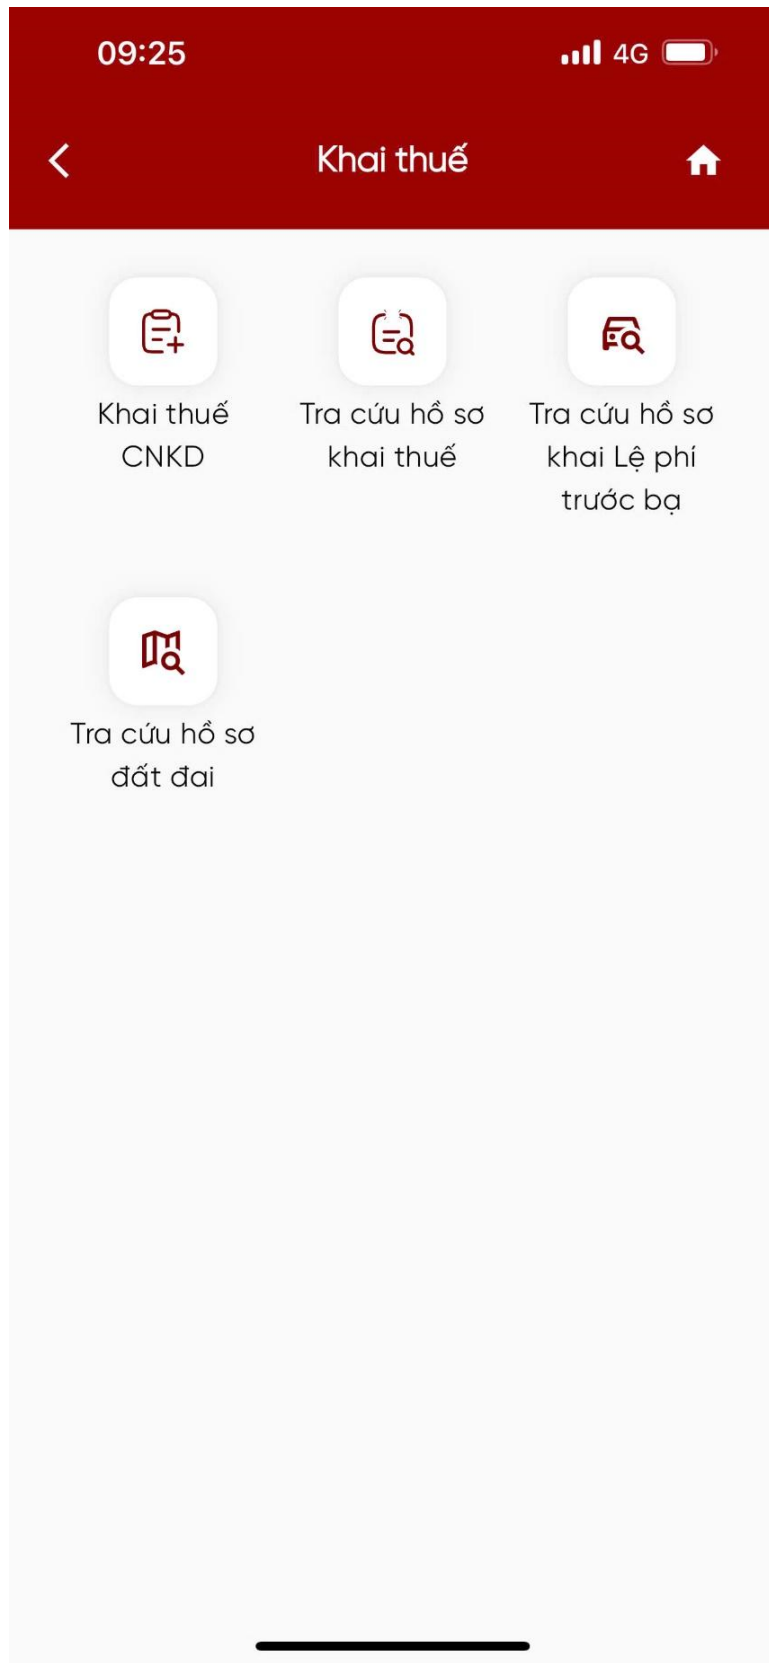 09:25
4G
Khai thuế
Khai thuế
CNKD
Tra cứu hồ sơ
khai thuế
Tra cứu hồ sơ
khai Lệ phí
trước bạ
Tra cứu hồ sơ
đất đai